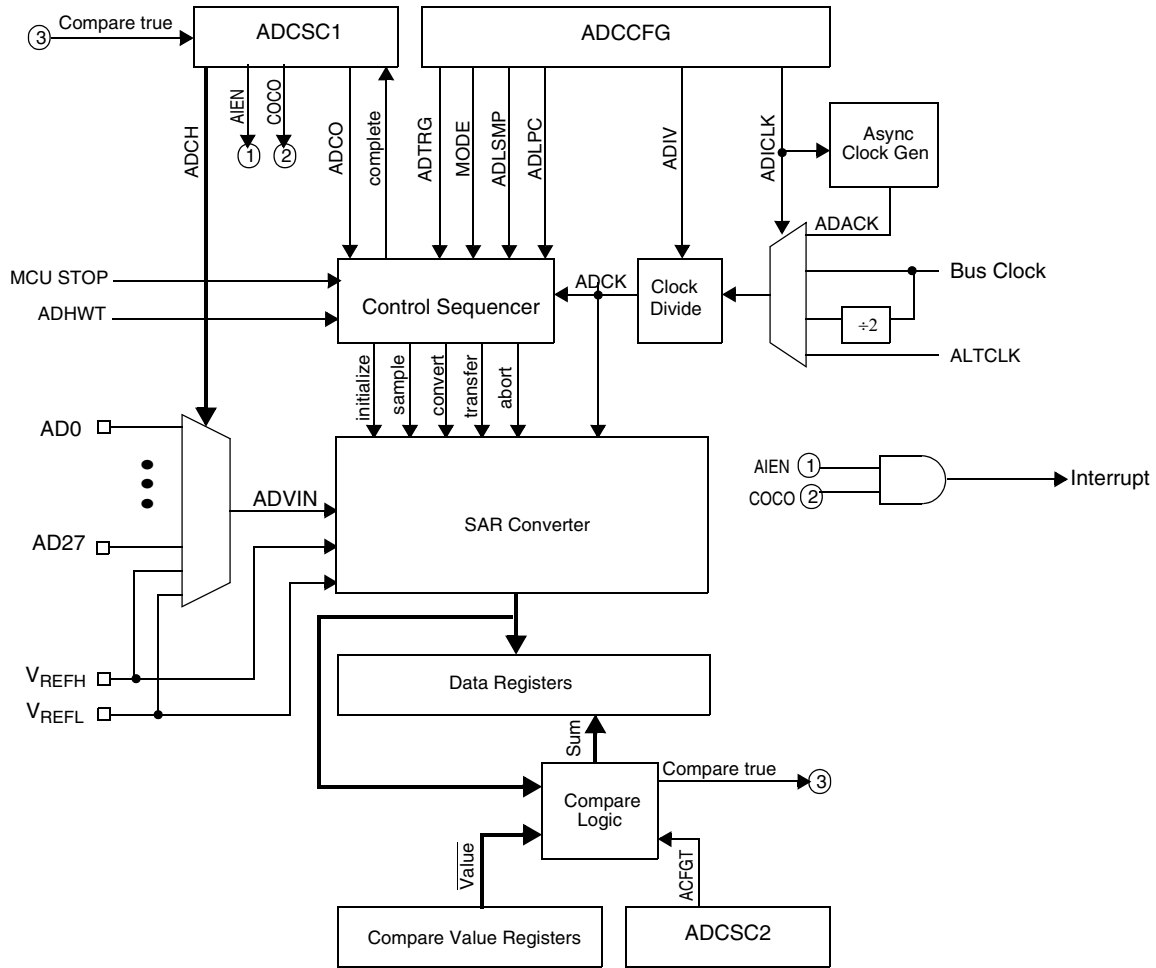 3
Compare true
ADCSC1
ADCCFG
ADCH
AIEN
COCO
1
2
ADCO
complete
ADTRG
MODE
ADLSMP
ADLPC
ADIV
ADICLK
Async
Clock Gen
ADACK
MCU STOP
ADHWT
Control Sequencer
ADCK
Clock
Divide
Bus Clock
÷2
ALTCLK
initialize
sample
convert
transfer
abort
AD0
AD27
ADVIN
SAR Converter
AIEN 1
COCO 2
Interrupt
VREFH
VREFL
Data Registers
Sum
Compare true
3
Compare
Logic
Value
ACFGT
Compare Value Registers
ADCSC2